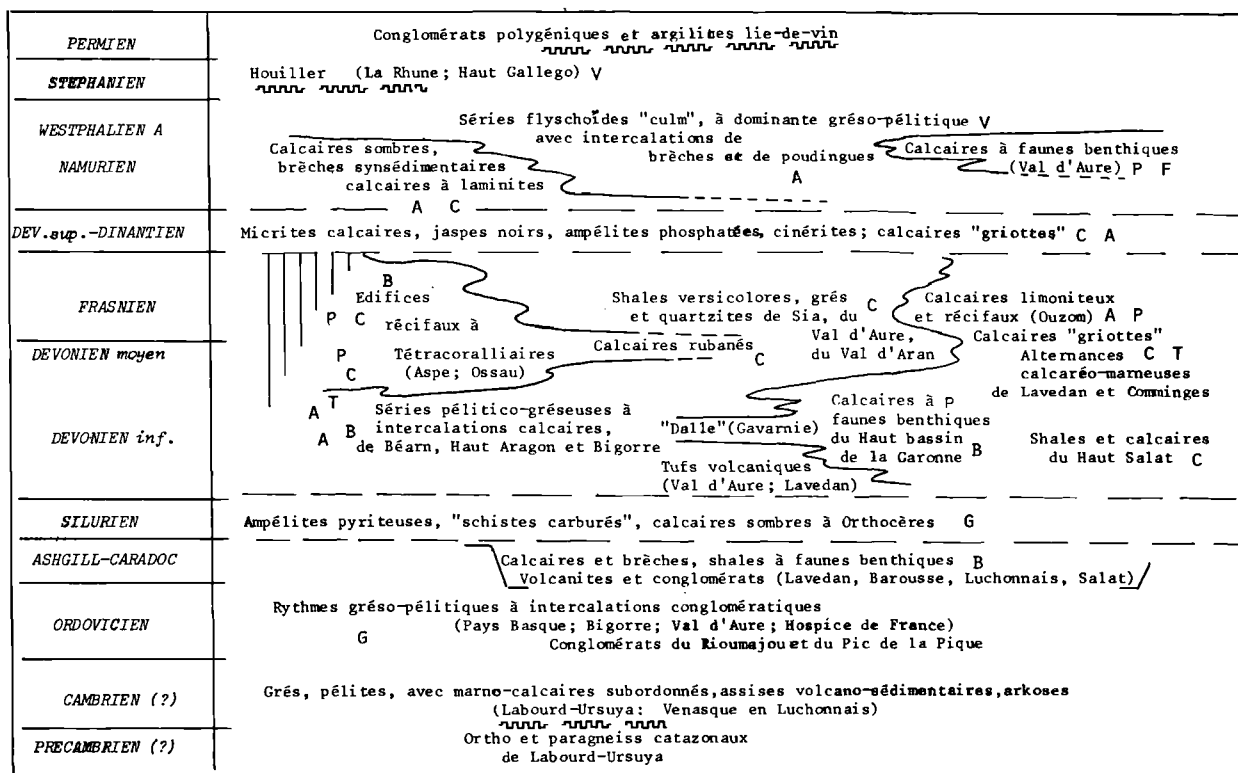 PERMIEN
Conglomérats polygéniques et argilites lie-de-vin
STEPHANIEN
Houiller (La Rhune; Haut Gallego) V
WESTPHALIEN A
NAMURIEN
Séries flyschoïdes "culm", à dominante gréso-pélitique V
avec intercalations de
brèches et de poudingues
A
Calcaires sombres,
brèches synsédimentaires
calcaires à laminites
A C
Calcaires à faunes benthiques
(Val d'Aure) P F
DEV.sup.-DINANTIEN
Micrites calcaires, jaspes noirs, ampélites phosphatées, cinérites; calcaires "griottes" C A
FRASNIEN
B
Edifices
P C récifaux à
Shales versicolores, grés C
et quartzites de Sia, du
Val d'Aure,
du Val d'Aran
Calcaires limoniteux
et récifaux (Ouzom) A P
DEVONIEN moyen
P
C
Tétracoralliaires
(Aspe; Ossau)
Calcaires rubanés
C
Calcaires "griottes"
Alternances C T
calcaréo-marneuses
de Lavedan et Comminges
DEVONIEN inf.
A T
A B
Séries pélitico-gréseuses à
intercalations calcaires,
de Béarn, Haut Aragon et Bigorre
"Dalle"(Gavarnie)
Tufs volcaniques
(Val d'Aure; Lavedan)
Calcaires à P
faunes benthiques
du Haut bassin
de la Garonne B
Shales et calcaires
du Haut Salat C
SILURIEN
Ampélites pyriteuses, "schistes carburés", calcaires sombres à Orthocères G
ASHGILL-CARADOC
Calcaires et brèches, shales à faunes benthiques B
Volcanites et conglomérats (Lavedan, Barousse, Luchonnais, Salat)
ORDOVICIEN
Rythmes gréso-pélitiques à intercalations conglomératiques
(Pays Basque; Bigorre; Val d'Aure; Hospice de France)
G
Conglomérats du Rioumajou et du Pic de la Pique
CAMBRIEN (?)
Grés, pélites, avec marno-calcaires subordonnés, assises volcano-sédimentaires, arkoses
(Labourd-Ursuya: Venasque en Luchonnais)
PRECAMBRIEN (?)
Ortho et paragneiss catazonaux
de Labourd-Ursuya